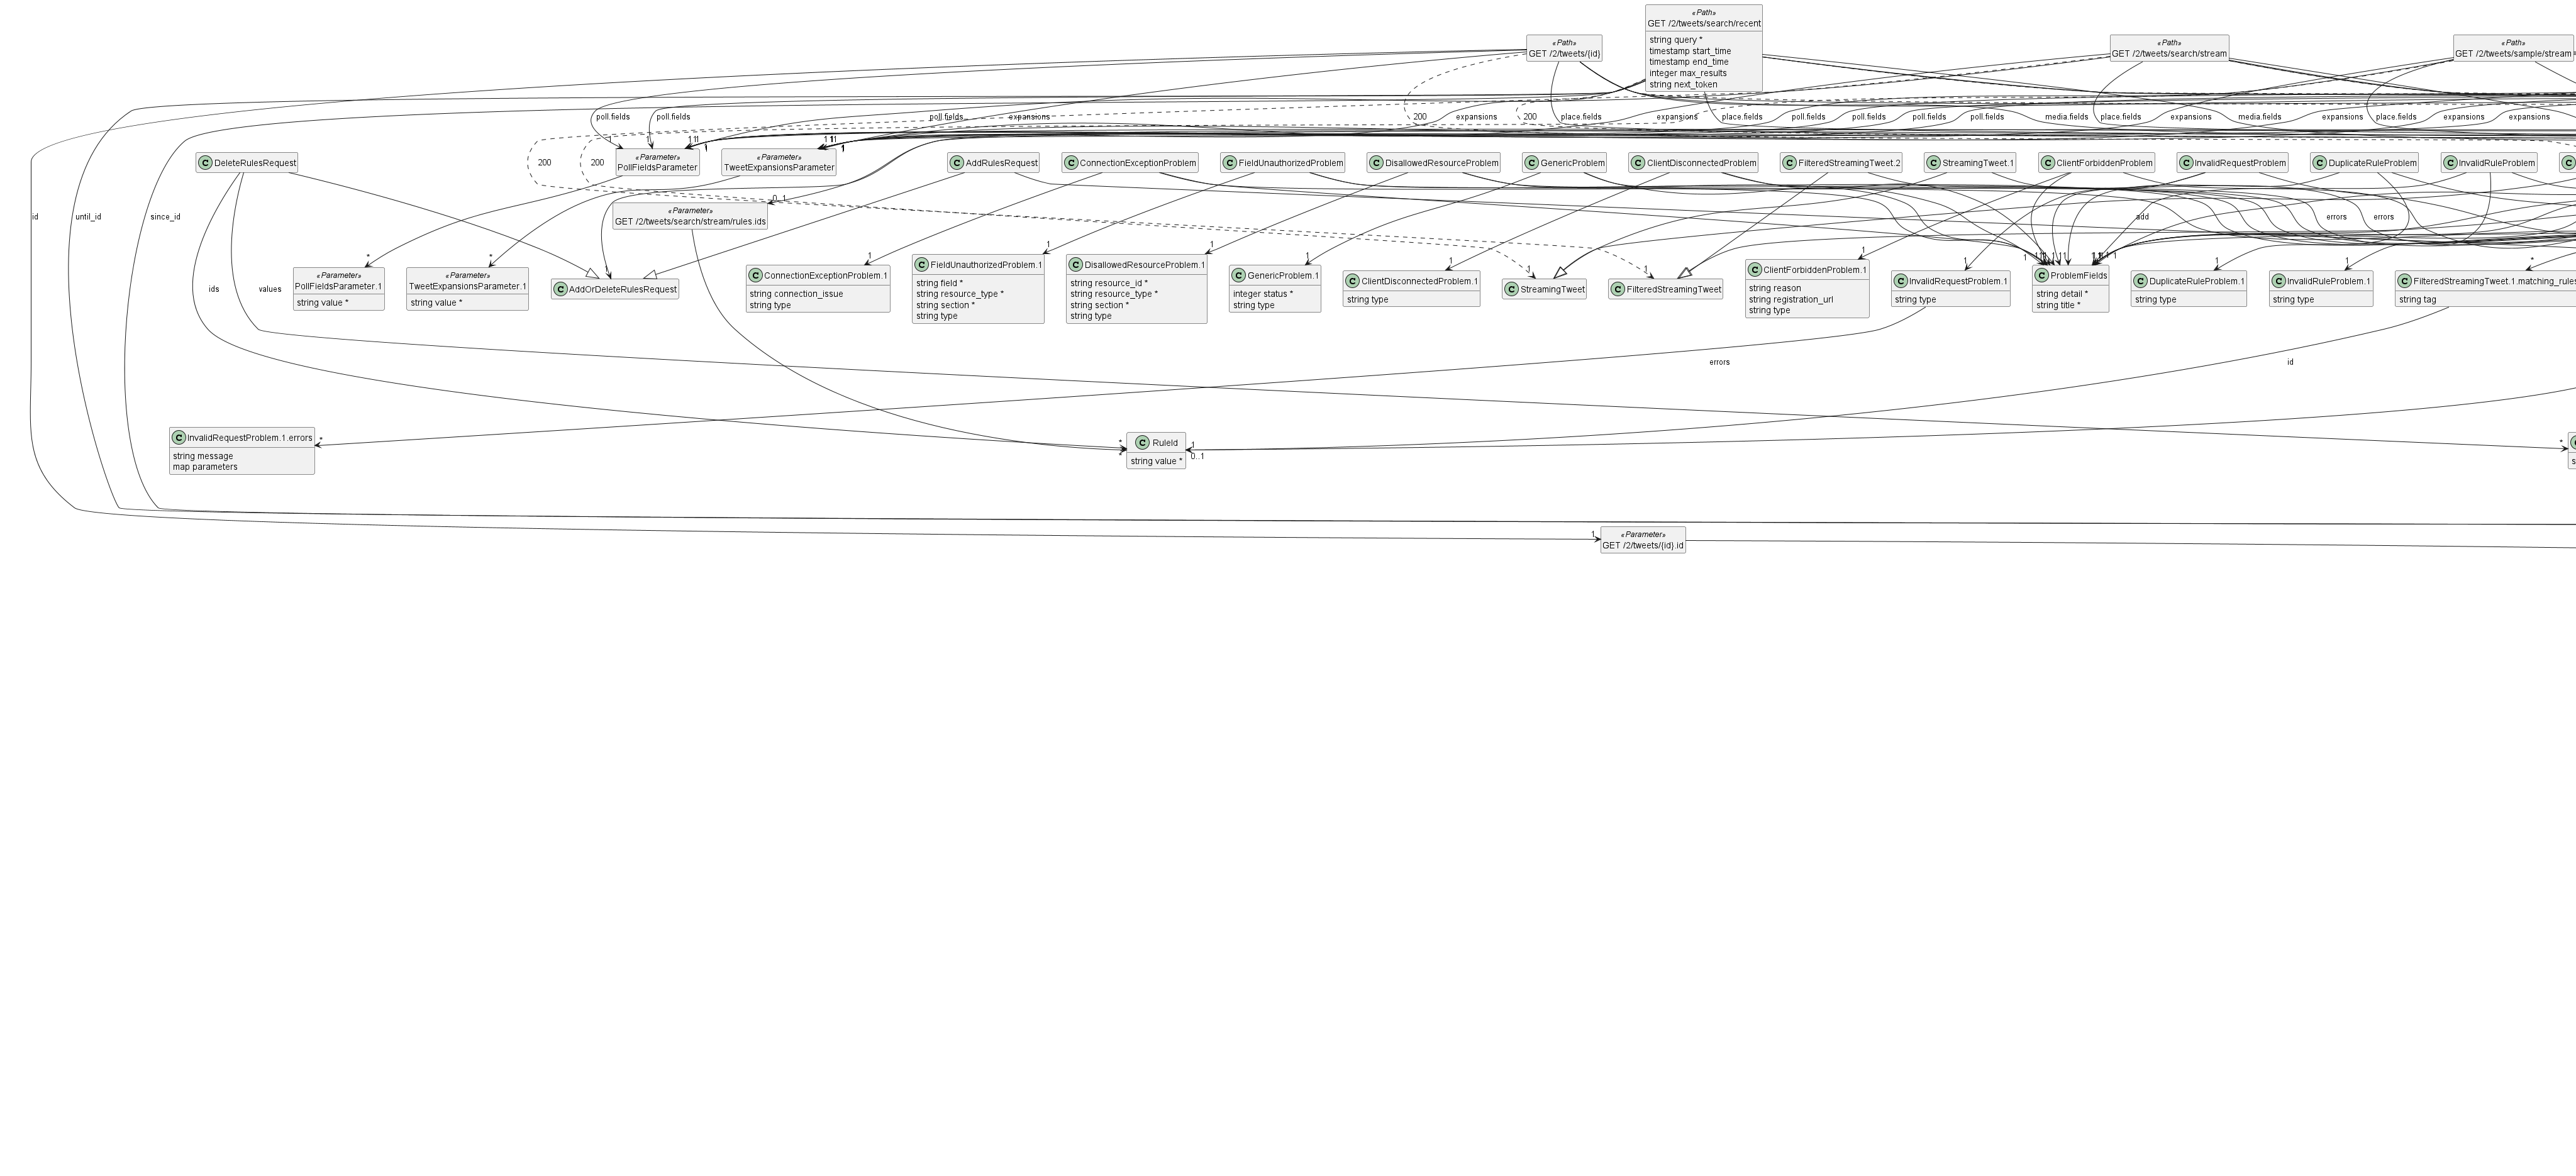 «Path»
GET /2/tweets/search/recent
string query *
timestamp start_time
timestamp end_time
integer max_results
string next_token
«Path»
GET /2/tweets/{id}
«Path»
GET /2/tweets/search/stream
«Path»
GET /2/tweets/sample/stream
poll.fields
poll.fields
poll.fields
expansions
200
expansions
200
place.fields
expansions
place.fields
poll.fields
poll.fields
poll.fields
poll.fields
media.fields
place.fields
expansions
media.fields
expansions
place.fields
expansions
expansions
«Parameter»
PollFieldsParameter
«Parameter»
TweetExpansionsParameter
200
200
C DeleteRulesRequest
C AddRulesRequest
C ConnectionExceptionProblem
C FieldUnauthorizedProblem
C DisallowedResourceProblem
C GenericProblem
C ClientDisconnectedProblem
C FilteredStreamingTweet.2
C StreamingTweet.1
C ClientForbiddenProblem
C InvalidRequestProblem
C DuplicateRuleProblem
C InvalidRuleProblem
0..1
«Parameter»
GET /2/tweets/search/stream/rules.ids
id
until_id
since_id
add
errors
errors
«Parameter»
PollFieldsParameter.1
string value *
«Parameter»
TweetExpansionsParameter.1
string value *
C AddOrDeleteRulesRequest
C ConnectionExceptionProblem.1
string connection_issue
string type
C FieldUnauthorizedProblem.1
string field *
string resource_type *
string section *
string type
C DisallowedResourceProblem.1
string resource_id *
string resource_type *
string section *
string type
C GenericProblem.1
integer status *
string type
C ClientDisconnectedProblem.1
string type
C StreamingTweet
C FilteredStreamingTweet
C ClientForbiddenProblem.1
string reason
string registration_url
string type
C InvalidRequestProblem.1
string type
C ProblemFields
string detail *
string title *
C DuplicateRuleProblem.1
string type
C InvalidRuleProblem.1
string type
C FilteredStreamingTweet.1.matching_rules
string tag
ids
values
errors
id
C InvalidRequestProblem.1.errors
string message
map parameters
*
*
*
C RuleId
string value *
1
0..1
*
1
«Parameter»
GET /2/tweets/{id}.id